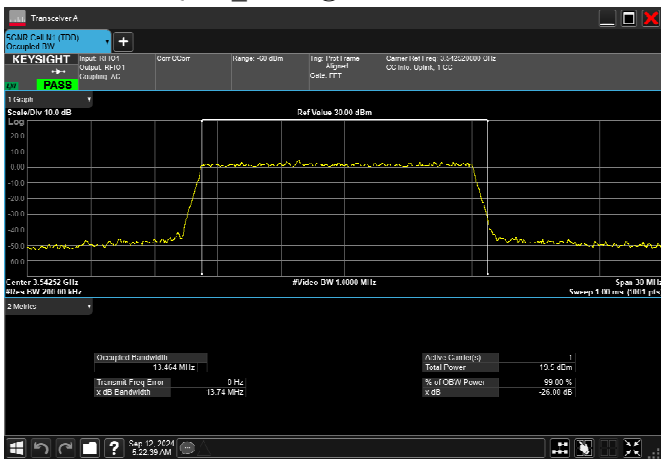 Transceiver A
5GNR Cell N1 (TDD)
Occupied BW
+
KEYSIGHT
Input: RFIO1
Output: RFIO1
Coupling: AC
Corr CCorr
Range: -60 dBm
Trig: Prot Frame
Aligned
Gate: FFT
Carrier Ref Freq: 3.542520000 GHz
CC Info: Uplink, 1 CC
PASS
1 Graph
Scale/Div 10.0 dB
Ref Value 30.00 dBm
Log
20.0
10.0
0.00
-10.0
-20.0
-30.0
-40.0
-50.0
-60.0
Center 3.54252 GHz
#Video BW 1.0000 MHz
Span 30 MHz
#Res BW 200.00 kHz
Sweep 1.00 ms (1001 pts
2 Metrics
Occupied Bandwidth
13.464 MHz
Active Carrier(s)
1
Total Power
19.5 dBm
Transmit Freq Error
0 Hz
x dB Bandwidth
13.74 MHz
% of OBW Power
99.00 %
x dB
-26.00 dB
?
Sep 12, 2024
5:22:39 AM